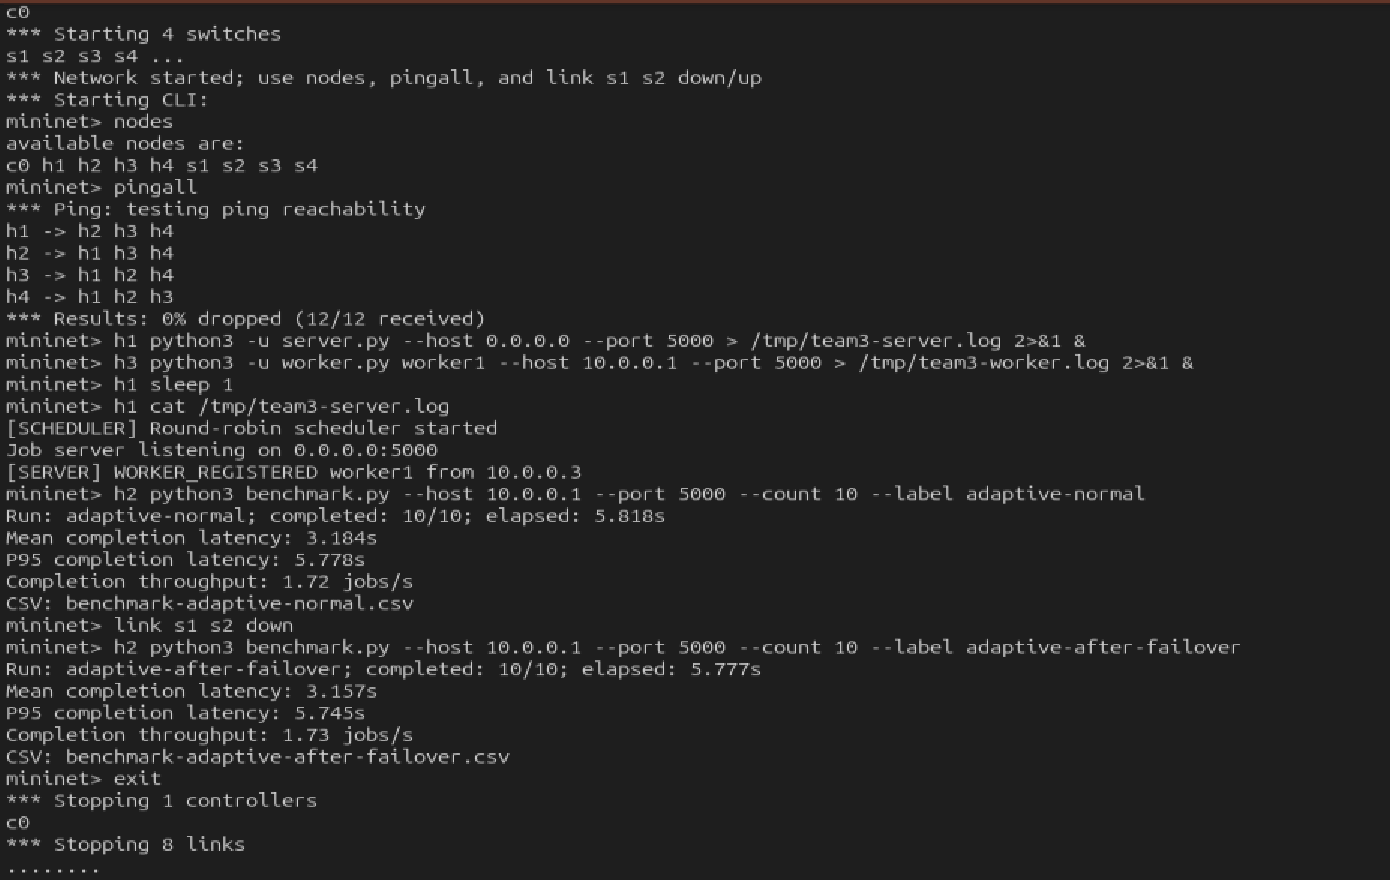 c0
*** Starting 4 switches
s1 s2 s3 s4 ...
*** Network started; use nodes, pingall, and link s1 s2 down/up
*** Starting CLI:
mininet> nodes
available nodes are:
c0 h1 h2 h3 h4 s1 s2 s3 s4
mininet> pingall
*** Ping: testing ping reachability
h1 -> h2 h3 h4
h2 -> h1 h3 h4
h3 -> h1 h2 h4
h4 -> h1 h2 h3
*** Results: 0% dropped (12/12 received)
mininet> h1 python3 -u server.py --host 0.0.0.0 --port 5000 > /tmp/team3-server.log 2>&1 &
mininet> h3 python3 -u worker.py worker1 --host 10.0.0.1 --port 5000 > /tmp/team3-worker.log 2>&1 &
mininet> h1 sleep 1
mininet> h1 cat /tmp/team3-server.log
[SCHEDULER] Round-robin scheduler started
Job server listening on 0.0.0.0:5000
[SERVER] WORKER_REGISTERED worker1 from 10.0.0.3
mininet> h2 python3 benchmark.py --host 10.0.0.1 --port 5000 --count 10 --label adaptive-normal
Run: adaptive-normal; completed: 10/10; elapsed: 5.818s
Mean completion latency: 3.184s
P95 completion latency: 5.778s
Completion throughput: 1.72 jobs/s
CSV: benchmark-adaptive-normal.csv
mininet> link s1 s2 down
mininet> h2 python3 benchmark.py --host 10.0.0.1 --port 5000 --count 10 --label adaptive-after-failover
Run: adaptive-after-failover; completed: 10/10; elapsed: 5.777s
Mean completion latency: 3.157s
P95 completion latency: 5.745s
Completion throughput: 1.73 jobs/s
CSV: benchmark-adaptive-after-failover.csv
mininet> exit
*** Stopping 1 controllers
c0
*** Stopping 8 links
........